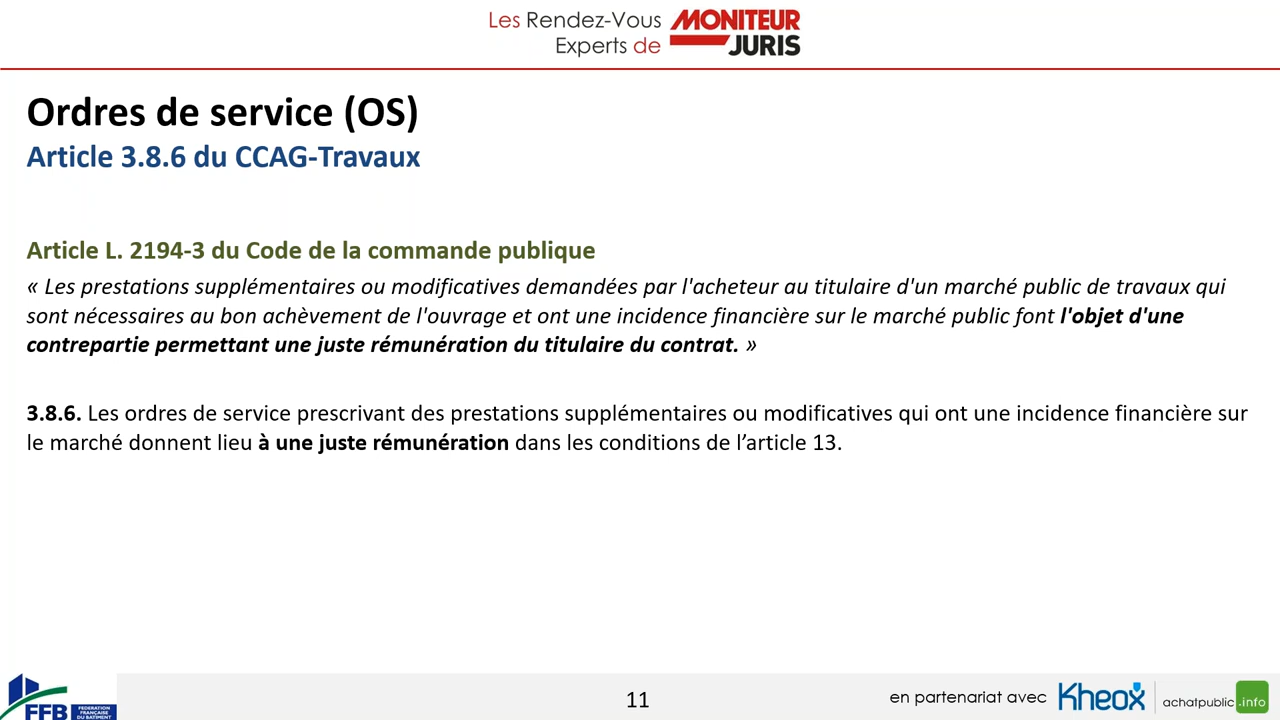 Les Rendez-Vous
Experts de
MONITEUR
JURIS
Ordres de service (OS)
Article 3.8.6 du CCAG-Travaux
Article L. 2194-3 du Code de la commande publique
« Les prestations supplémentaires ou modificatives demandées par l'acheteur au titulaire d'un marché public de travaux qui
sont nécessaires au bon achèvement de l'ouvrage et ont une incidence financière sur le marché public font l'objet d'une
contrepartie permettant une juste rémunération du titulaire du contrat. »
3.8.6. Les ordres de service prescrivant des prestations supplémentaires ou modificatives qui ont une incidence financière sur
le marché donnent lieu à une juste rémunération dans les conditions de l’article 13.
FFB
FÉDÉRATION
FRANÇAISE
DU BÂTIMENT
11
en partenariat avec
Kheox
achatpublic.info